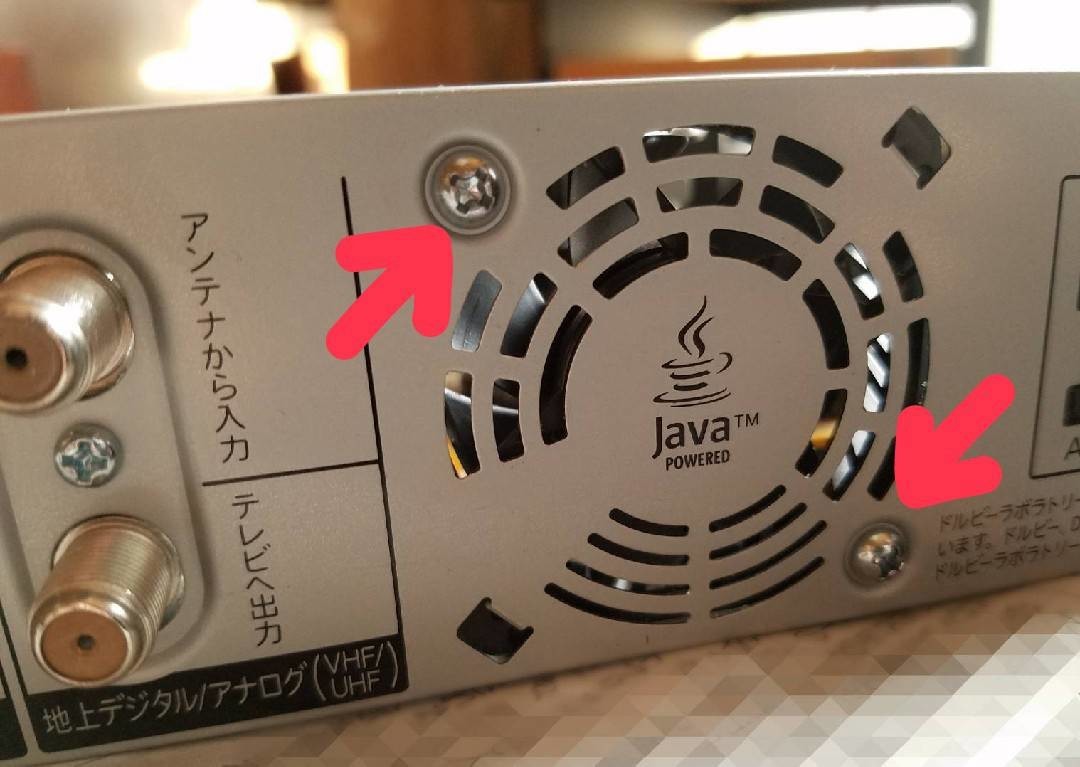 アンテナから入力
テレビへ出力
地上デジタル/アナログ(VHF/UHF)
Java™
POWERED
A
ドルビーラボラトリー
います。ドルビー、D
ドルビーラボラトリー